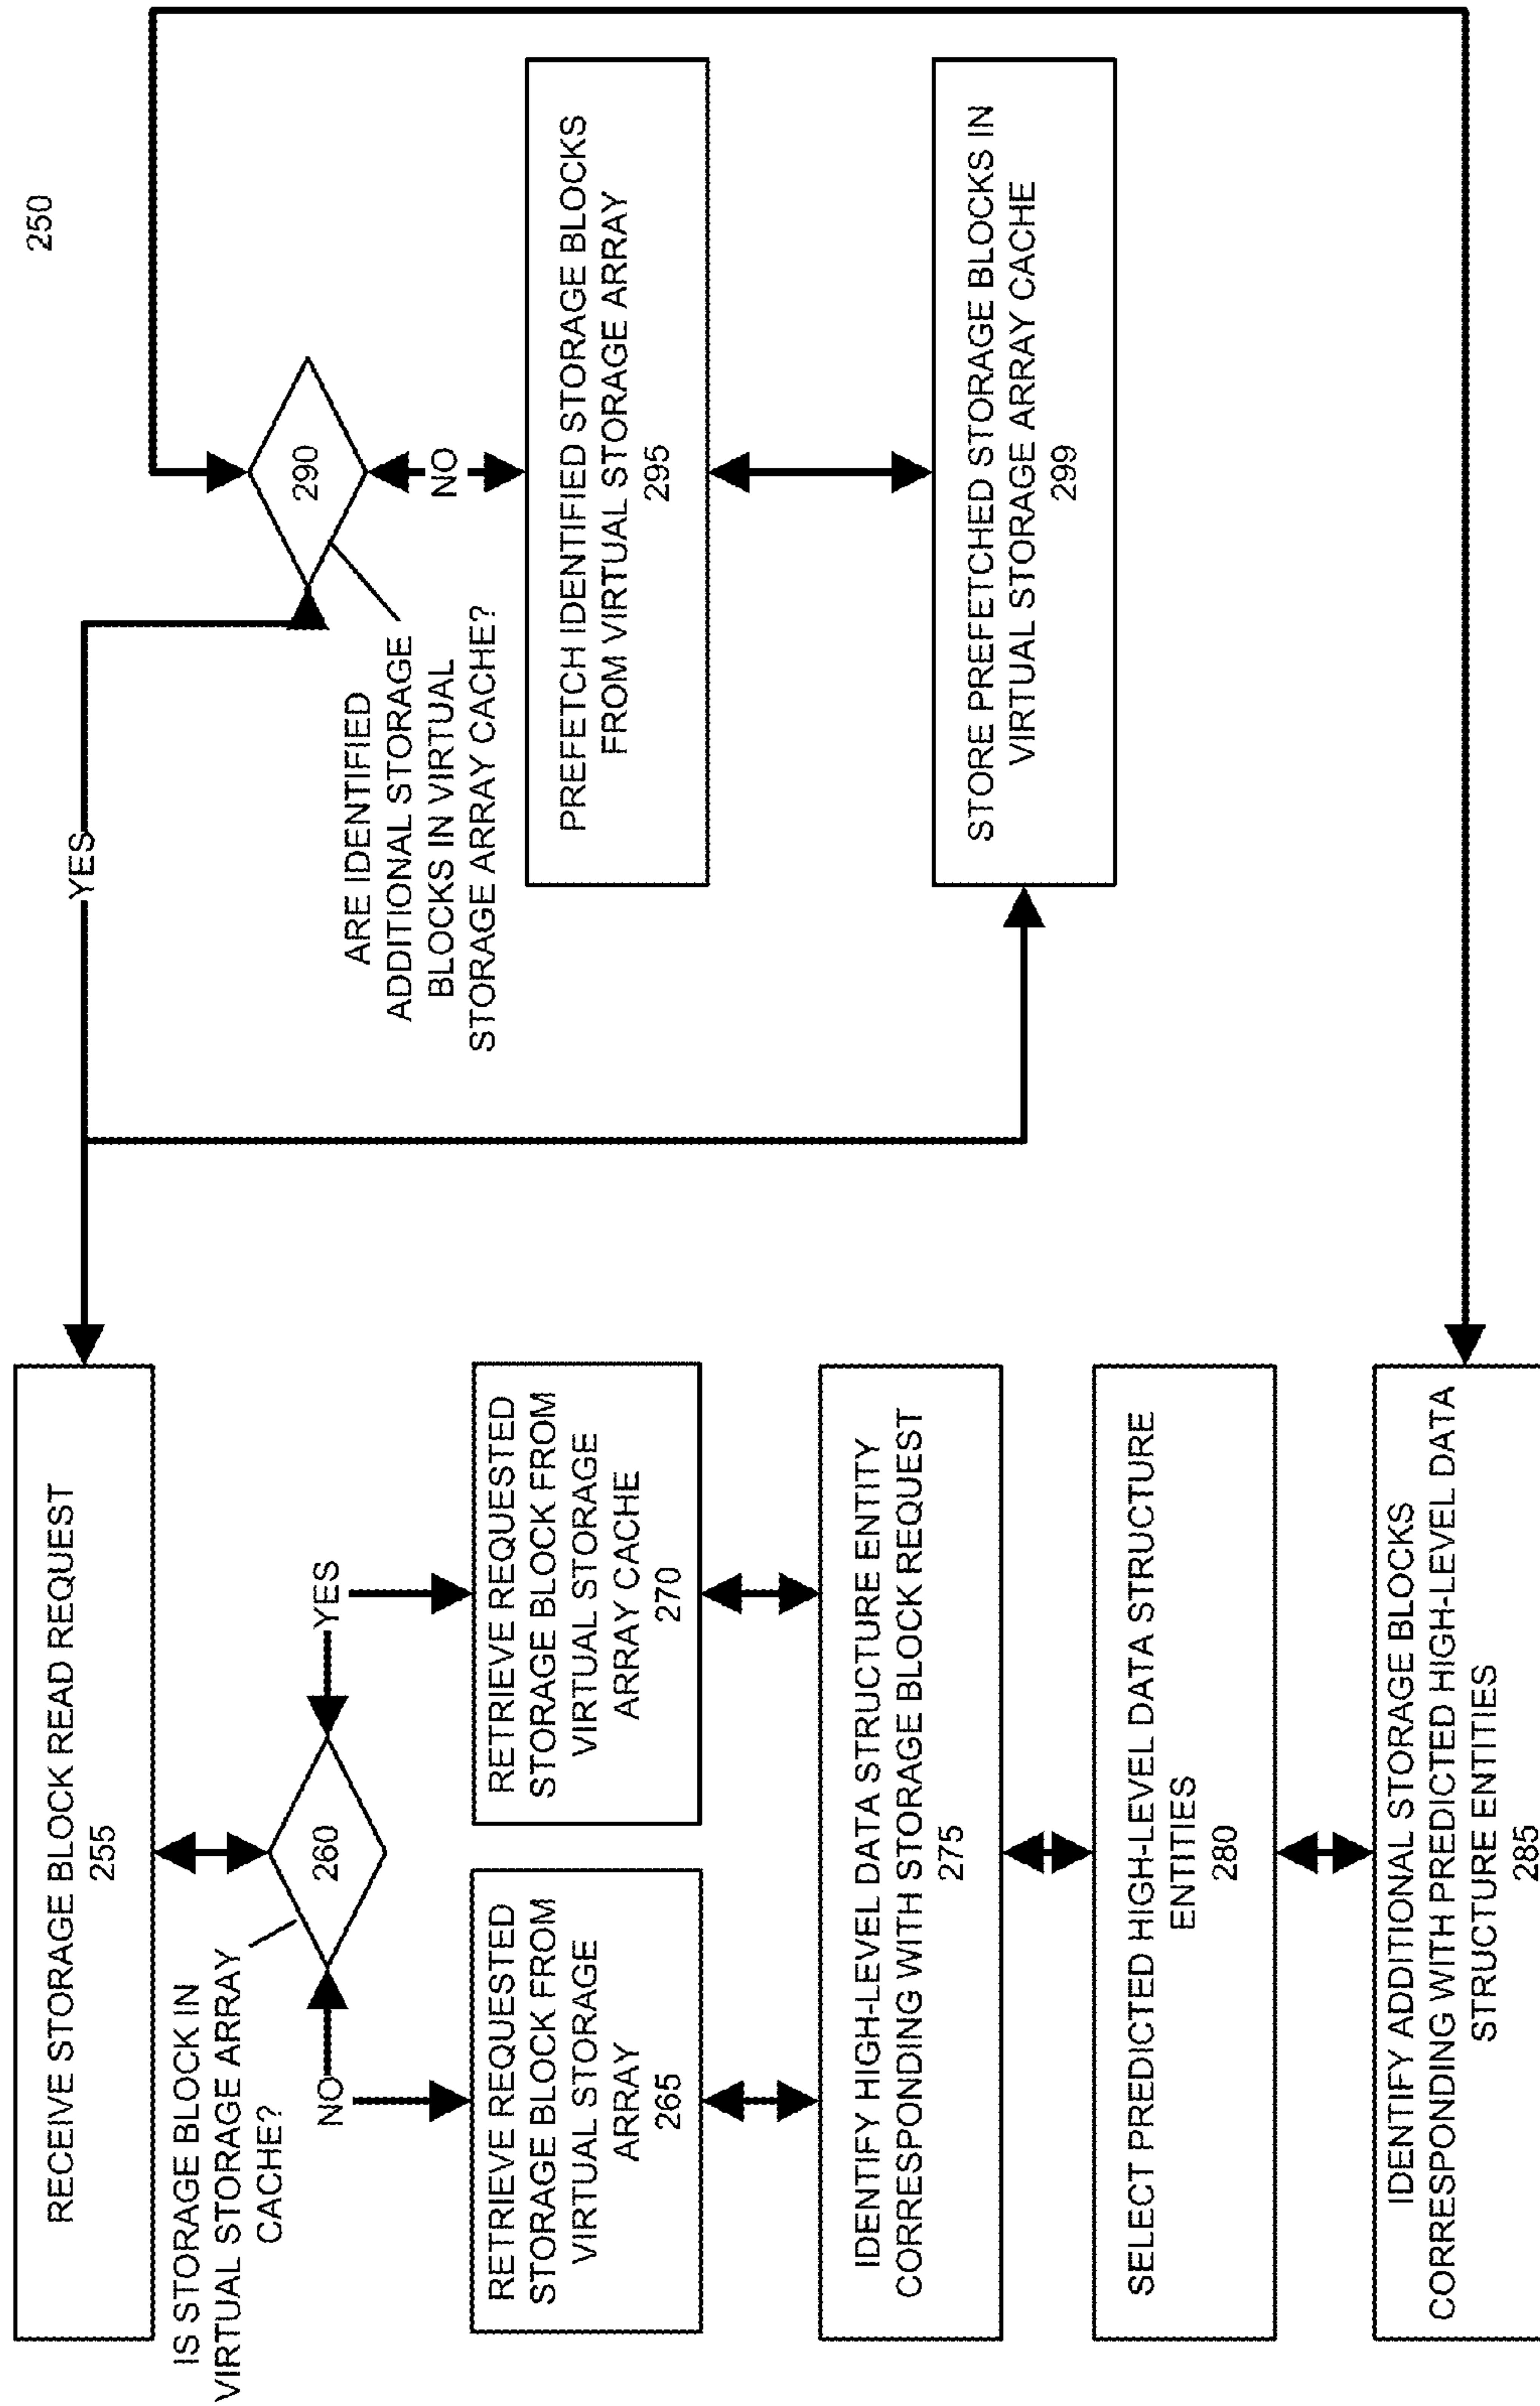 250
RECEIVE STORAGE BLOCK READ REQUEST
255
IS STORAGE BLOCK IN
VIRTUAL STORAGE ARRAY
CACHE?
260
NO
YES
RETRIEVE REQUESTED
STORAGE BLOCK FROM
VIRTUAL STORAGE
ARRAY
265
RETRIEVE REQUESTED
STORAGE BLOCK FROM
VIRTUAL STORAGE
ARRAY CACHE
270
IDENTIFY HIGH-LEVEL DATA STRUCTURE ENTITY
CORRESPONDING WITH STORAGE BLOCK REQUEST
275
SELECT PREDICTED HIGH-LEVEL DATA STRUCTURE
ENTITIES
280
IDENTIFY ADDITIONAL STORAGE BLOCKS
CORRESPONDING WITH PREDICTED HIGH-LEVEL DATA
STRUCTURE ENTITIES
285
YES
290
ARE IDENTIFIED
ADDITIONAL STORAGE
BLOCKS IN VIRTUAL
STORAGE ARRAY CACHE?
NO
PREFETCH IDENTIFIED STORAGE BLOCKS
FROM VIRTUAL STORAGE ARRAY
295
STORE PREFETCHED STORAGE BLOCKS IN
VIRTUAL STORAGE ARRAY CACHE
299